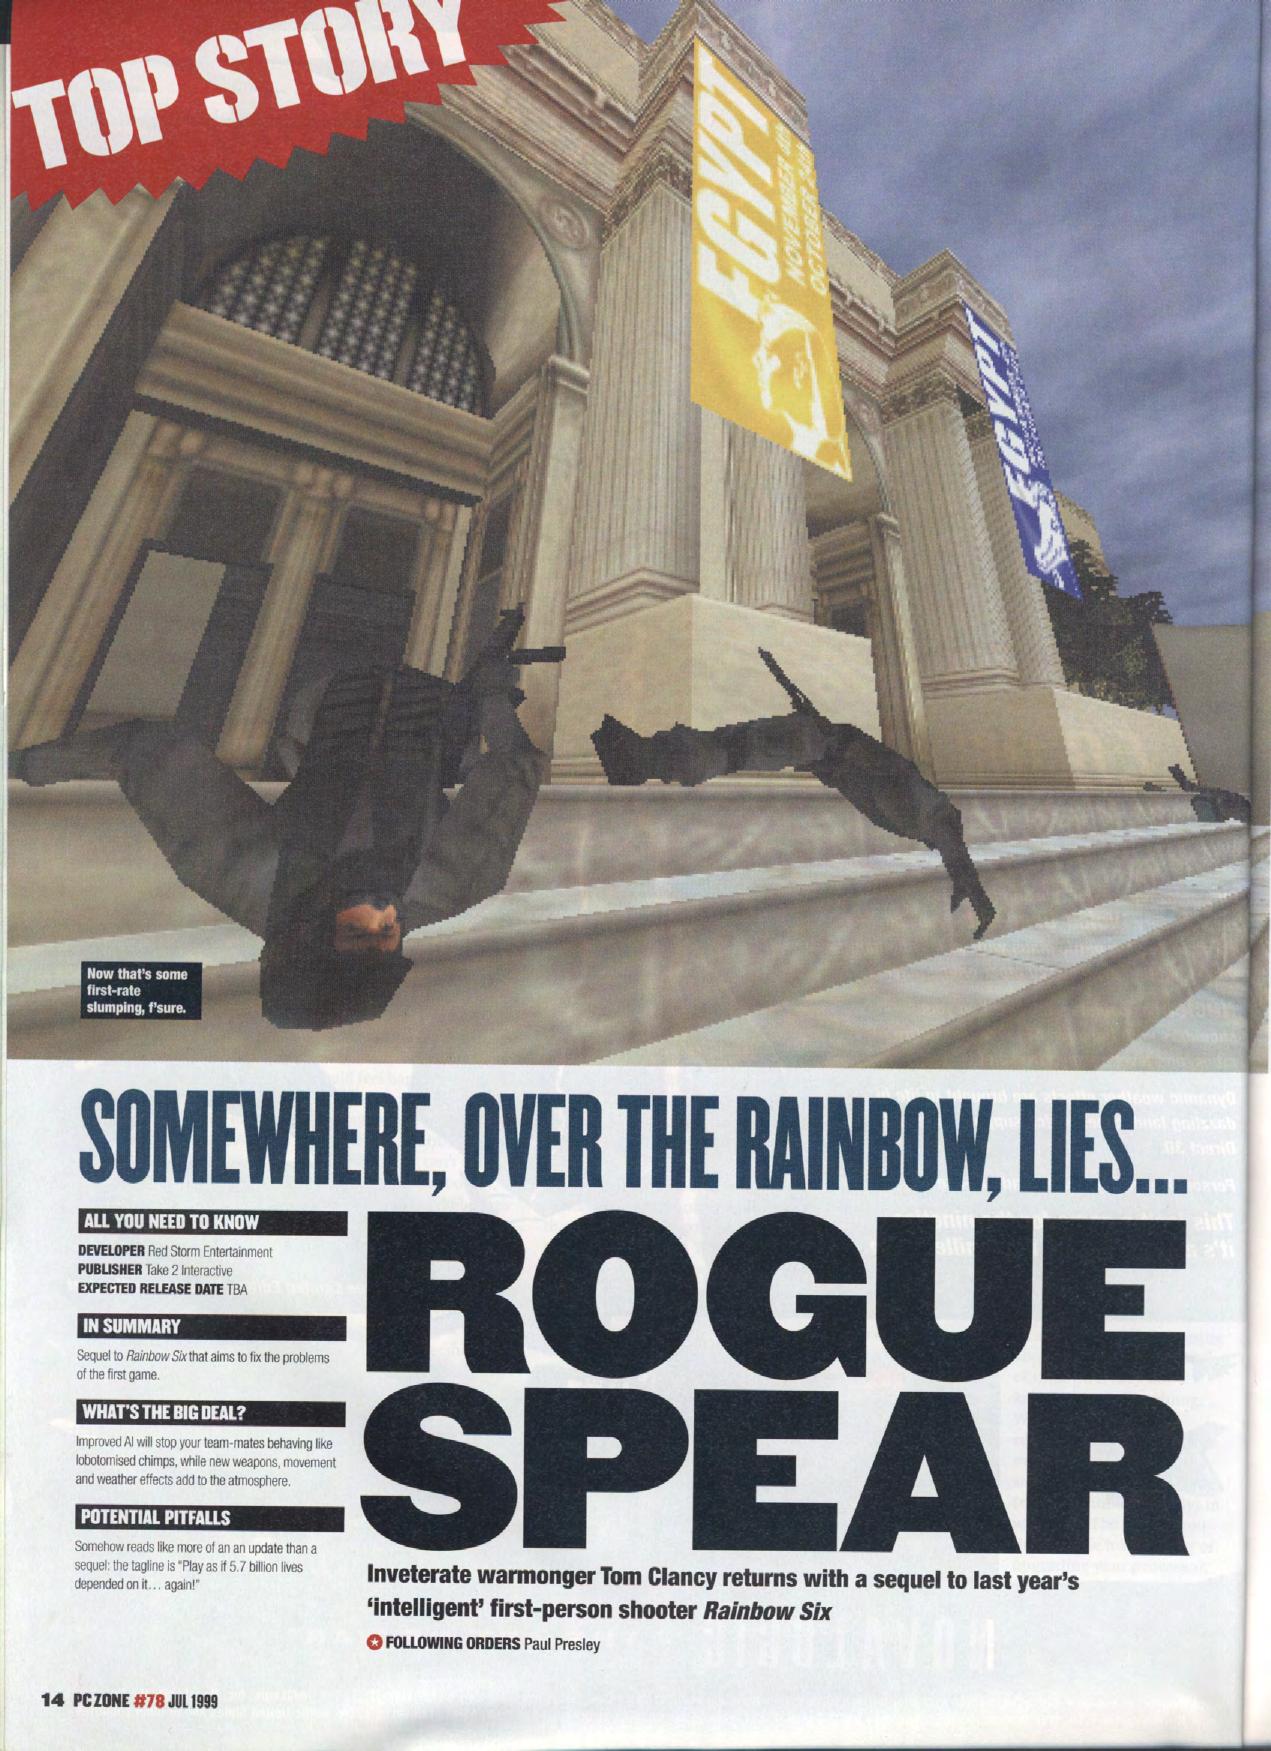 TOP STORY
EGYPT
NOVEMBER 4th
OCTOBER 24th
EGYPT
Now that's some
first-rate
slumping, f'sure.
SOMEWHERE, OVER THE RAINBOW, LIES...
ROGUE
SPEAR
ALL YOU NEED TO KNOW
DEVELOPER Red Storm Entertainment
PUBLISHER Take 2 Interactive
EXPECTED RELEASE DATE TBA
IN SUMMARY
Sequel to Rainbow Six that aims to fix the problems
of the first game.
WHAT'S THE BIG DEAL?
Improved AI will stop your team-mates behaving like
lobotomised chimps, while new weapons, movement
and weather effects add to the atmosphere.
POTENTIAL PITFALLS
Somehow reads like more of an an update than a
sequel: the tagline is "Play as if 5.7 billion lives
depended on it... again!"
Inveterate warmonger Tom Clancy returns with a sequel to last year's
'intelligent' first-person shooter Rainbow Six
FOLLOWING ORDERS Paul Presley
14 PC ZONE #78 JUL 1999